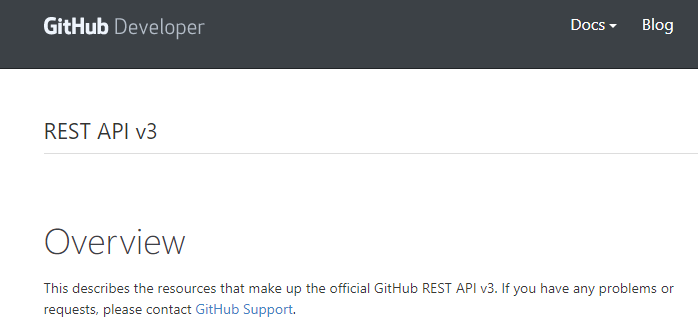 GitHub Developer
Docs Blog
REST API v3
Overview
This describes the resources that make up the official GitHub REST API v3. If you have any problems or
requests, please contact GitHub Support.